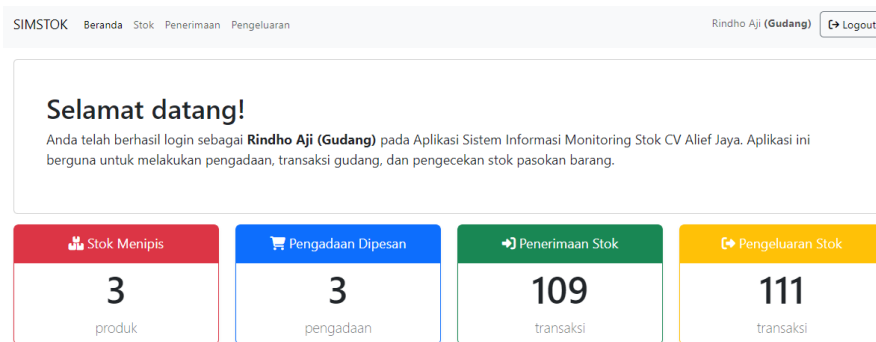 SIMSTOK Beranda Stok Penerimaan Pengeluaran Rindho Aji (Gudang) Logout
Selamat datang!
Anda telah berhasil login sebagai Rindho Aji (Gudang) pada Aplikasi Sistem Informasi Monitoring Stok CV Alief Jaya. Aplikasi ini
berguna untuk melakukan pengadaan, transaksi gudang, dan pengecekan stok pasokan barang.
Stok Menipis
3
produk
Pengadaan Dipesan
3
pengadaan
Penerimaan Stok
109
transaksi
Pengeluaran Stok
111
transaksi